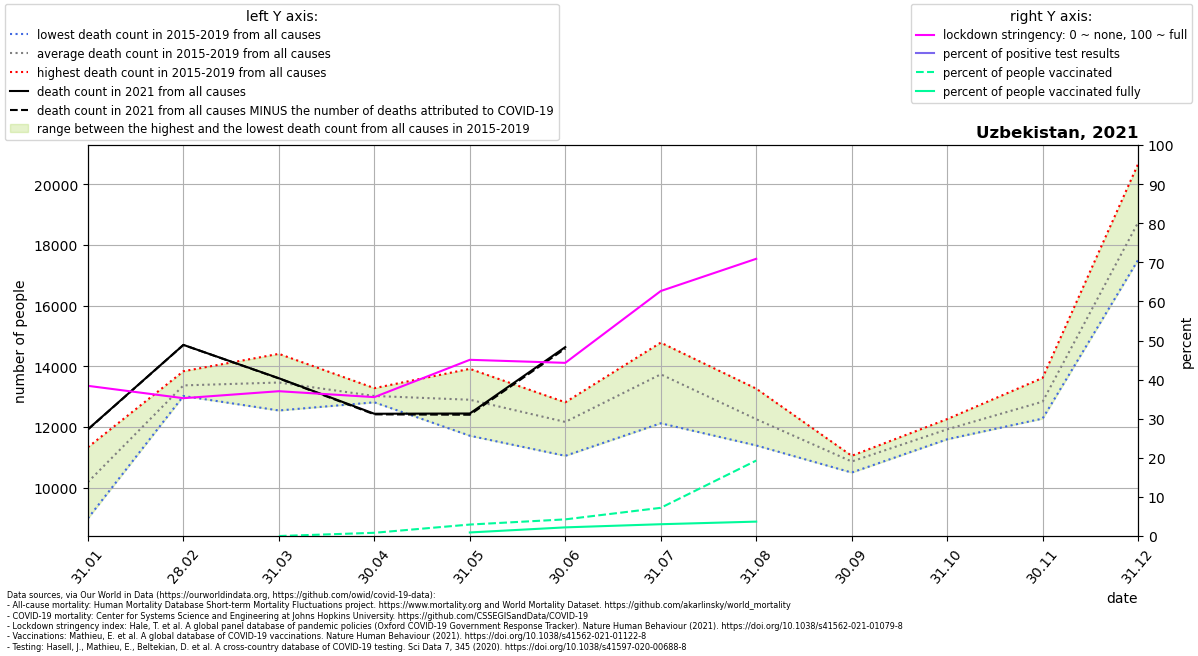 left Y axis:
lowest death count in 2015-2019 from all causes
average death count in 2015-2019 from all causes
highest death count in 2015-2019 from all causes
death count in 2021 from all causes
death count in 2021 from all causes MINUS the number of deaths attributed to COVID-19
range between the highest and the lowest death count from all causes in 2015-2019
right Y axis:
lockdown stringency: 0 ~ none, 100 ~ full
percent of positive test results
percent of people vaccinated
percent of people vaccinated fully
Uzbekistan, 2021
number of people
20000
18000
16000
14000
12000
10000
100
90
80
70
60
50
40
30
20
10
0
percent
31.01
28.02
31.03
30.04
31.05
30.06
31.07
31.08
30.09
31.10
30.11
31.12
date
Data sources, via Our World in Data (https://ourworldindata.org, https://github.com/owid/covid-19-data):
- All-cause mortality: Human Mortality Database Short-term Mortality Fluctuations project. https://www.mortality.org and World Mortality Dataset. https://github.com/akarlinsky/world_mortality
- COVID-19 mortality: Center for Systems Science and Engineering at Johns Hopkins University. https://github.com/CSSEGISandData/COVID-19
- Lockdown stringency index: Hale, T. et al. A global panel database of pandemic policies (Oxford COVID-19 Government Response Tracker). Nature Human Behaviour (2021). https://doi.org/10.1038/s41562-021-01079-8
- Vaccinations: Mathieu, E. et al. A global database of COVID-19 vaccinations. Nature Human Behaviour (2021). https://doi.org/10.1038/s41562-021-01122-8
- Testing: Hasell, J., Mathieu, E., Beltekian, D. et al. A cross-country database of COVID-19 testing. Sci Data 7, 345 (2020). https://doi.org/10.1038/s41597-020-00688-8